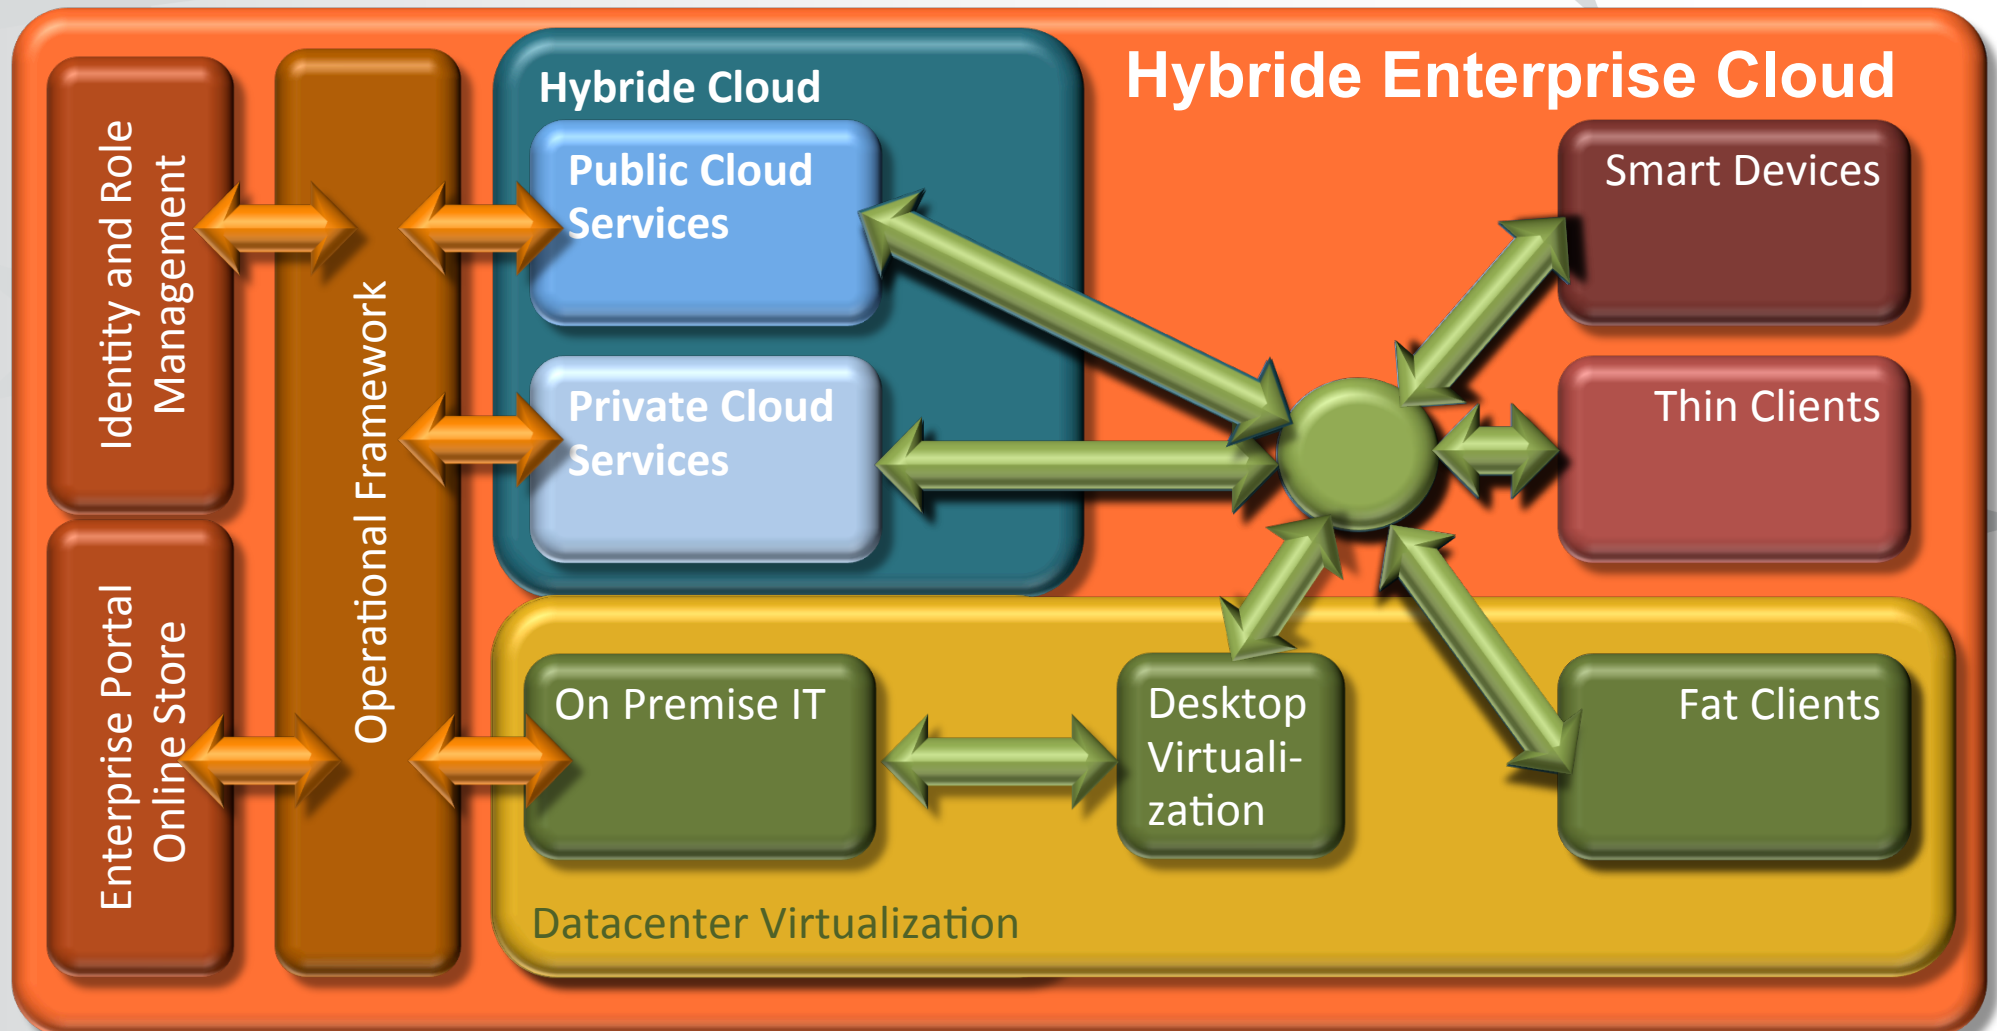 Hybride Enterprise Cloud
Identity and Role
Management
Enterprise Portal
Online Store
Operational Framework
Hybride Cloud
Public Cloud
Services
Private Cloud
Services
Smart Devices
Thin Clients
On Premise IT
Desktop
Virtuali-
zation
Fat Clients
Datacenter Virtualization